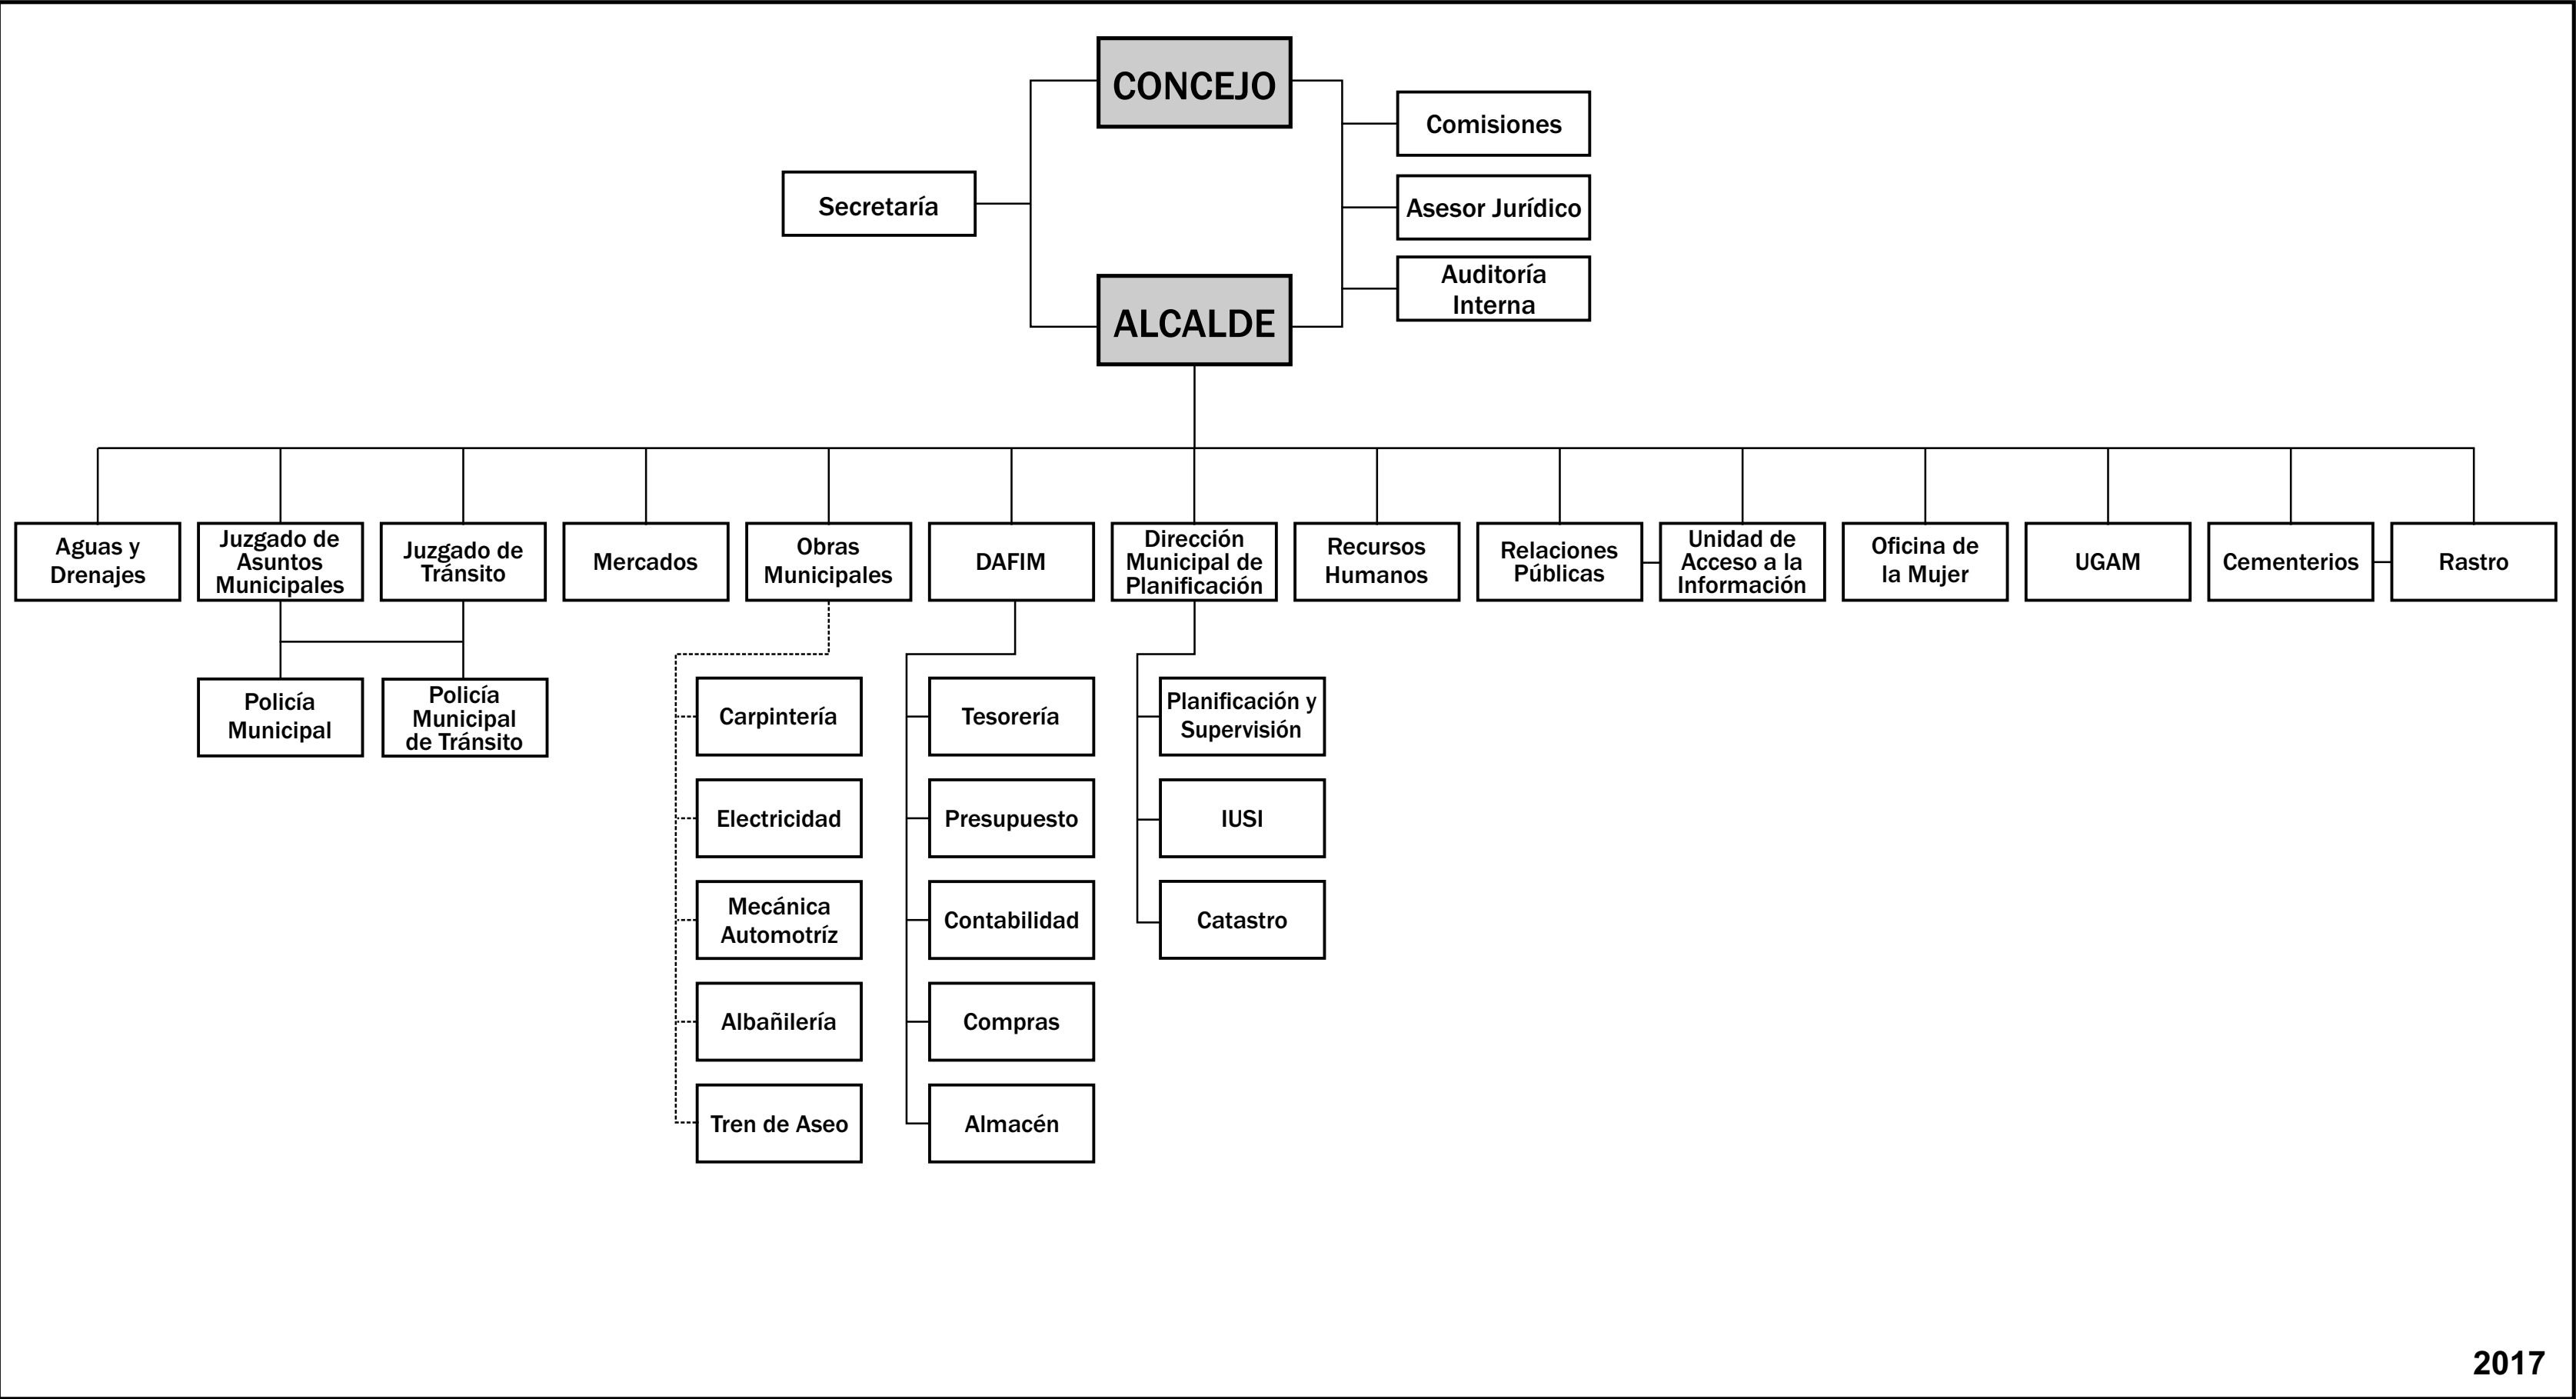 CONCEJO
Comisiones
Secretaría
Asesor Jurídico
Auditoría
Interna
ALCALDE
Aguas y
Drenajes
Juzgado de
Asuntos
Municipales
Juzgado de
Tránsito
Mercados
Obras
Municipales
DAFIM
Dirección
Municipal de
Planificación
Recursos
Humanos
Relaciones
Públicas
Unidad de
Acceso a la
Información
Oficina de
la Mujer
UGAM
Cementerios
Rastro
Policía
Municipal
Policía
Municipal
de Tránsito
Carpintería
Electricidad
Mecánica
Automotríz
Albañilería
Tren de Aseo
Tesorería
Presupuesto
Contabilidad
Compras
Almacén
Planificación y
Supervisión
IUSI
Catastro
2017